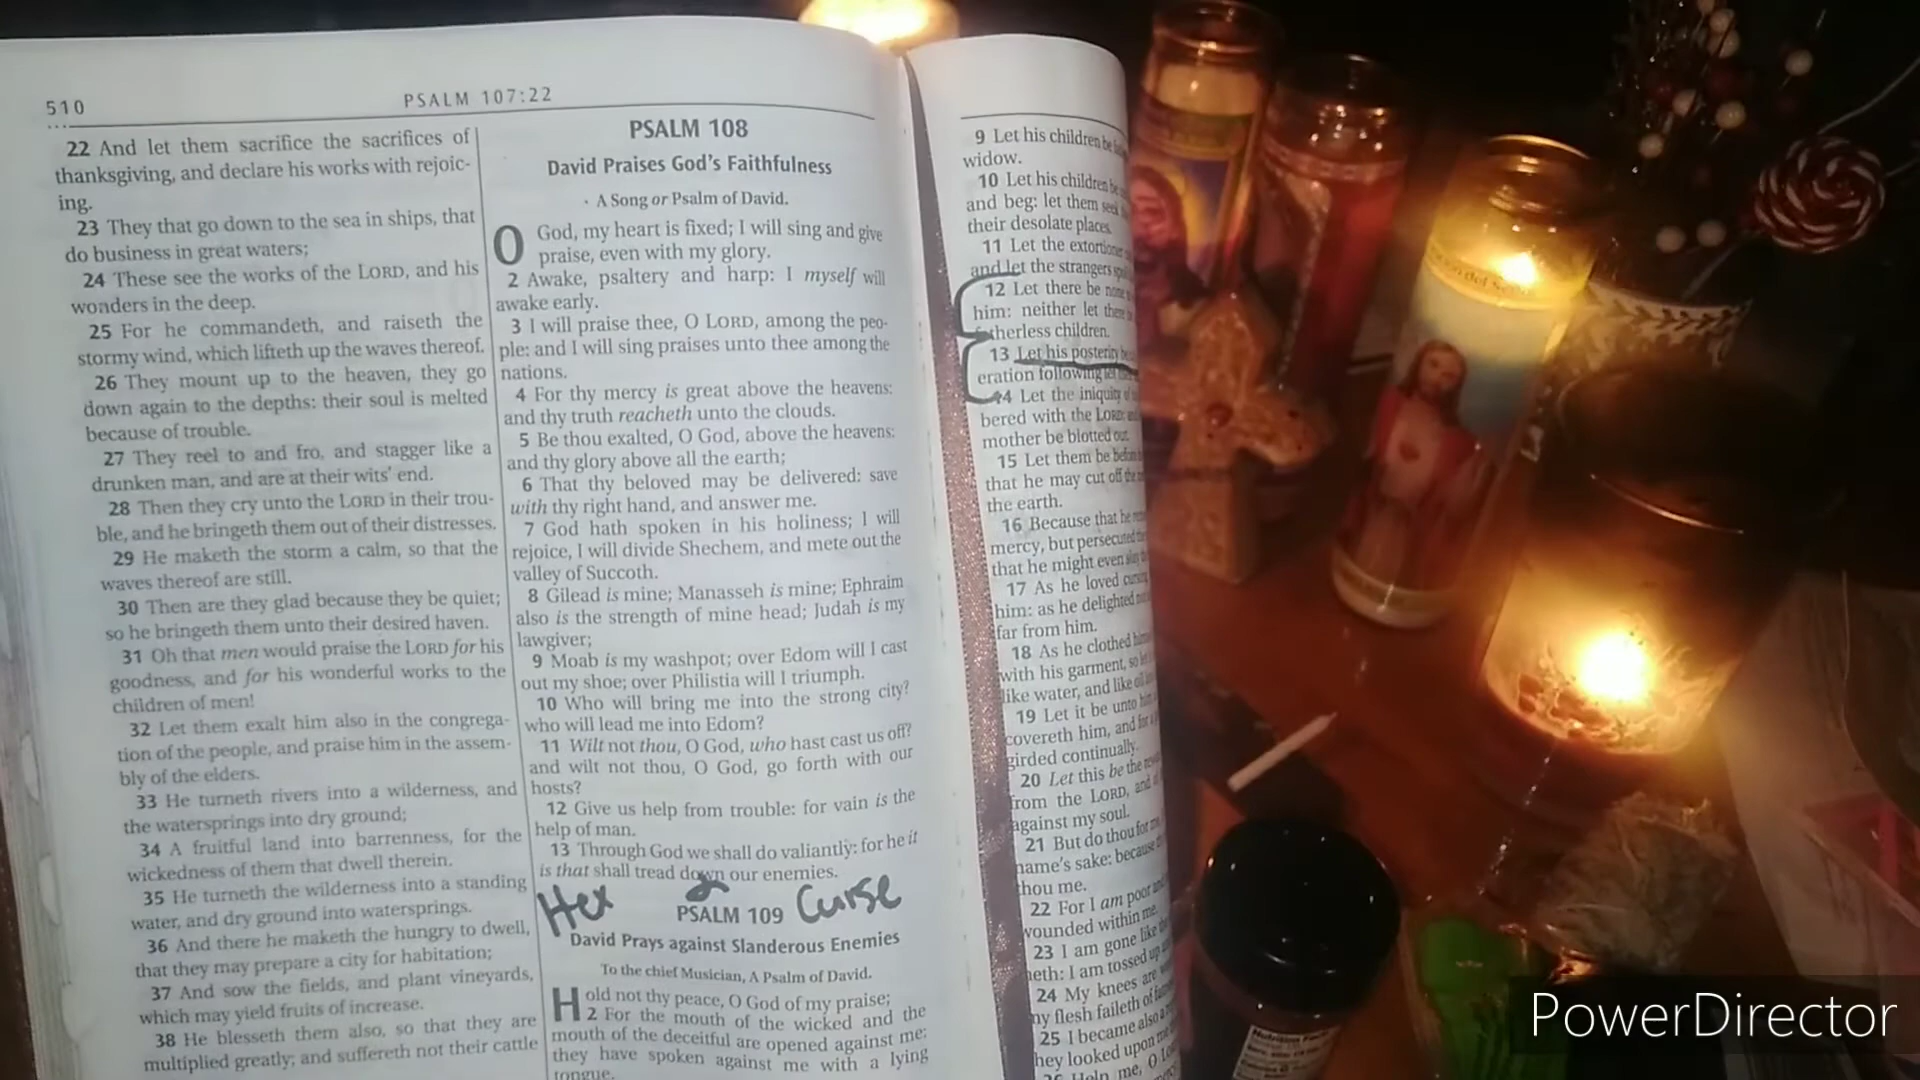 510
PSALM 107:22
22 And let them sacrifice the sacrifices of
thanksgiving, and declare his works with rejoic-
ing.
23 They that go down to the sea in ships, that
do business in great waters;
24 These see the works of the LORD, and his
wonders in the deep.
25 For he commandeth, and raiseth the
stormy wind, which lifteth up the waves thereof.
26 They mount up to the heaven, they go
down again to the depths: their soul is melted
because of trouble.
27 They reel to and fro, and stagger like a
drunken man, and are at their wits' end.
28 Then they cry unto the LORD in their trou-
ble, and he bringeth them out of their distresses.
29 He maketh the storm a calm, so that the
waves thereof are still.
30 Then are they glad because they be quiet;
so he bringeth them unto their desired haven.
31 Oh that men would praise the LORD for his
goodness, and for his wonderful works to the
children of men!
32 Let them exalt him also in the congrega-
tion of the people, and praise him in the assem-
bly of the elders.
33 He turneth rivers into a wilderness, and
the watersprings into dry ground;
34 A fruitful land into barrenness, for the
wickedness of them that dwell therein.
35 He turneth the wilderness into a standing
water, and dry ground into watersprings.
36 And there he maketh the hungry to dwell,
that they may prepare a city for habitation;
37 And sow the fields, and plant vineyards,
which may yield fruits of increase.
38 He blesseth them also, so that they are
multiplied greatly; and suffereth not their cattle
PSALM 108
David Praises God's Faithfulness
A Song or Psalm of David.
O God, my heart is fixed; I will sing and give
praise, even with my glory.
2 Awake, psaltery and harp: I myself will
awake early.
3 I will praise thee, O LORD, among the peo-
ple: and I will sing praises unto thee among the
nations.
4 For thy mercy is great above the heavens:
and thy truth reacheth unto the clouds.
5 Be thou exalted, O God, above the heavens:
and thy glory above all the earth;
6 That thy beloved may be delivered: save
with thy right hand, and answer me.
7 God hath spoken in his holiness; I will
rejoice, I will divide Shechem, and mete out the
valley of Succoth.
8 Gilead is mine; Manasseh is mine; Ephraim
also is the strength of mine head; Judah is my
lawgiver;
9 Moab is my washpot; over Edom will I cast
out my shoe; over Philistia will I triumph.
10 Who will bring me into the strong city?
who will lead me into Edom?
11 Wilt not thou, O God, who hast cast us off?
and wilt not thou, O God, go forth with our
hosts?
12 Give us help from trouble: for vain is the
help of man.
13 Through God we shall do valiantly: for he it
is that shall tread down our enemies.
Hex PSALM 109 Curse
David Prays against Slanderous Enemies
To the chief Musician, A Psalm of David.
Hold not thy peace, O God of my praise;
2 For the mouth of the wicked and the
mouth of the deceitful are opened against me:
they have spoken against me with a lying
tongue.
9 Let his children be
widow.
10 Let his children be
and beg: let them seek
their desolate places.
11 Let the extortioner
and let the strangers
12 Let there be none
him: neither let there
fatherless children.
13 Let his posterity be
eration following let
14 Let the iniquity of
bered with the LORD;
mother be blotted out.
15 Let them be before
that he may cut off the
the earth.
16 Because that he
mercy, but persecuted
that he might even slay
17 As he loved cursing
him: as he delighted not
far from him.
18 As he clothed
with his garment, so
like water, and like oil
19 Let it be unto him
covereth him, and for a
girded continually.
20 Let this be the
from the LORD, and
against my soul.
21 But do thou for me,
name's sake: because
thou me.
22 For I am poor and
wounded within me.
23 I am gone like
eth: I am tossed up
24 My knees are
my flesh faileth of
25 I became also a
they looked upon
26 Help me, O
del
Nutrition Facts
PowerDirector